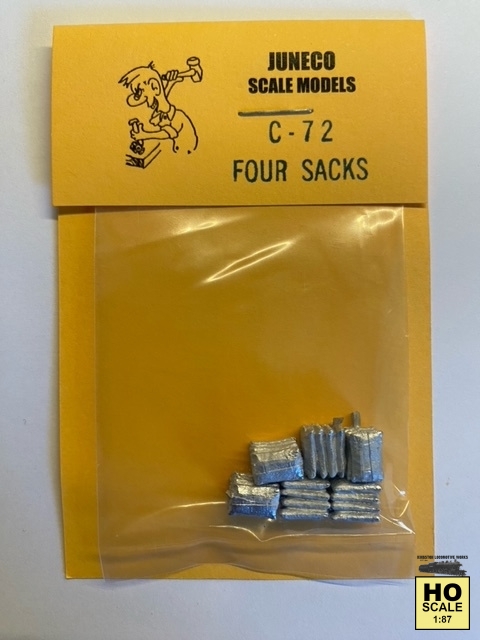 JUNECO
SCALE MODELS
C-72
FOUR SACKS
HO
SCALE
1:87